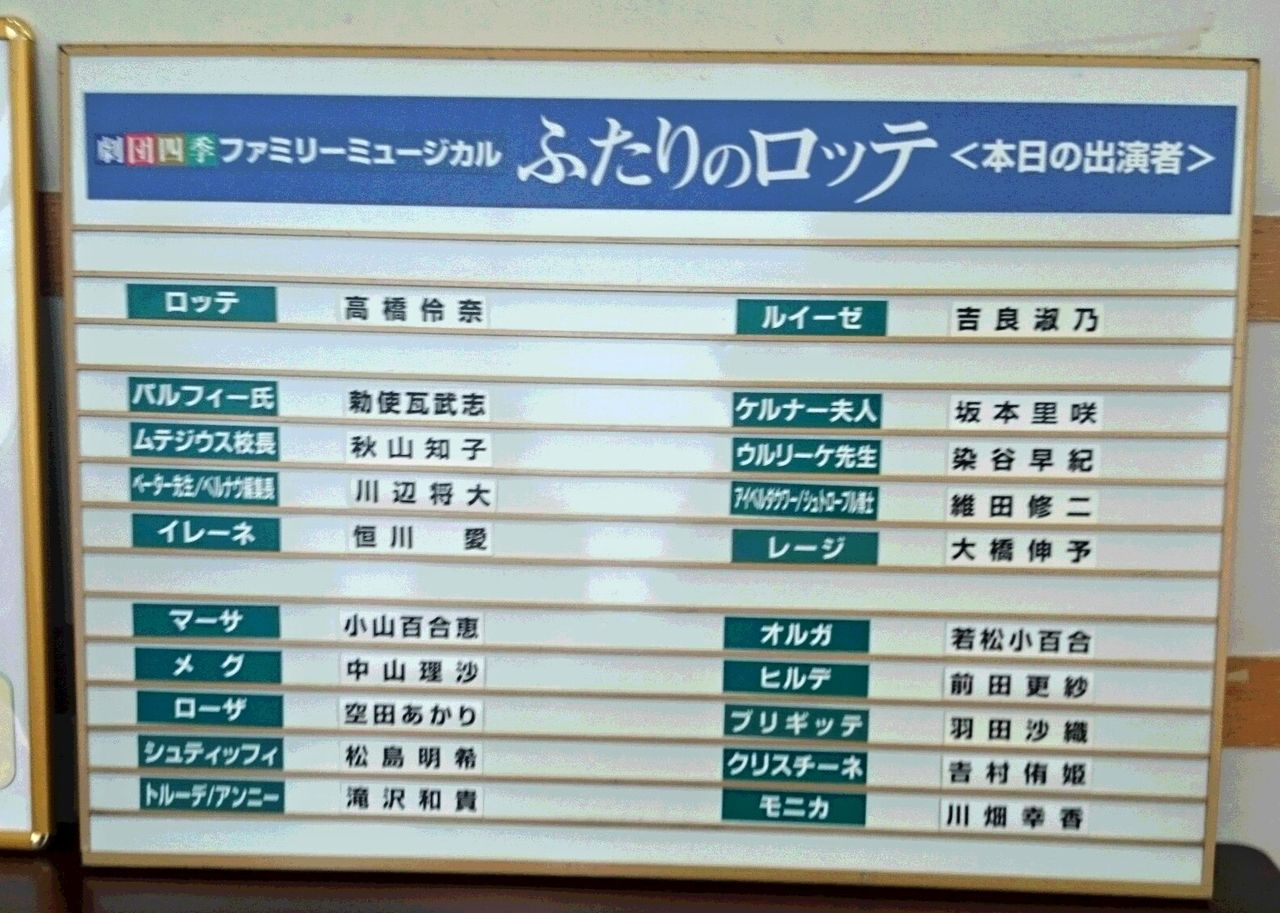 劇団四季ファミリーミュージカル ふたりのロッテ <本日の出演者>
ロッテ 高橋伶奈 ルイーゼ 吉良淑乃
パルフィー氏 勅使瓦武志 ケルナー夫人 坂本里咲
ムテジウス校長 秋山知子 ウルリーケ先生 染谷早紀
ペーター先生/ベルナウ編集長 川辺将大 アイペルダウワー/シュトローブル博士 維田修二
イレーネ 恒川 愛 レージ 大橋伸予
マーサ 小山百合恵 オルガ 若松小百合
メグ 中山理沙 ヒルデ 前田更紗
ローザ 空田あかり ブリギッテ 羽田沙織
シュティッフィ 松島明希 クリスチーネ 吉村侑姫
トルーデ/アンニー 滝沢和貴 モニカ 川畑幸香